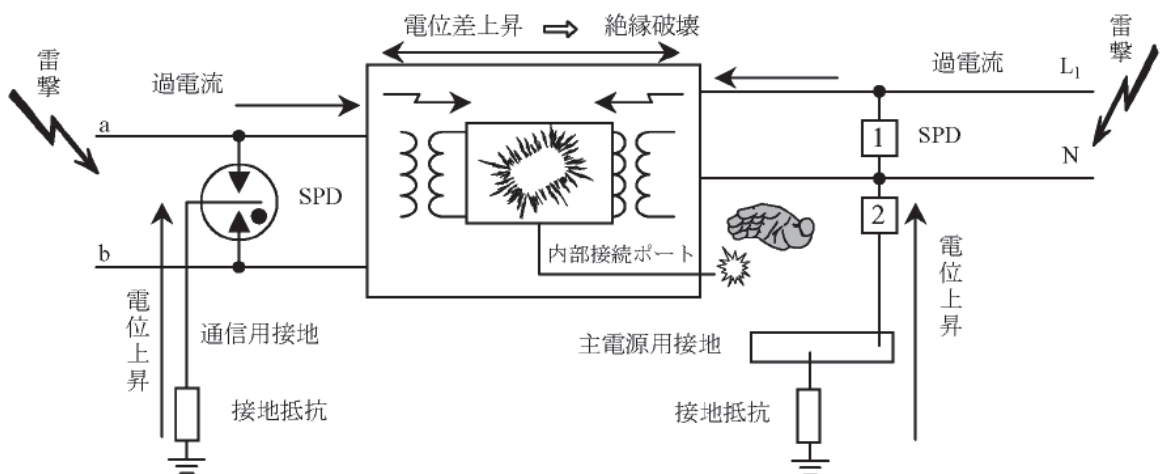 電位差上昇 ⇨ 絶縁破壊
雷撃
過電流
a
b
SPD
電位上昇
通信用接地
接地抵抗
内部接続ポート
過電流
L1
雷撃
1
SPD
N
2
電位上昇
主電源用接地
接地抵抗